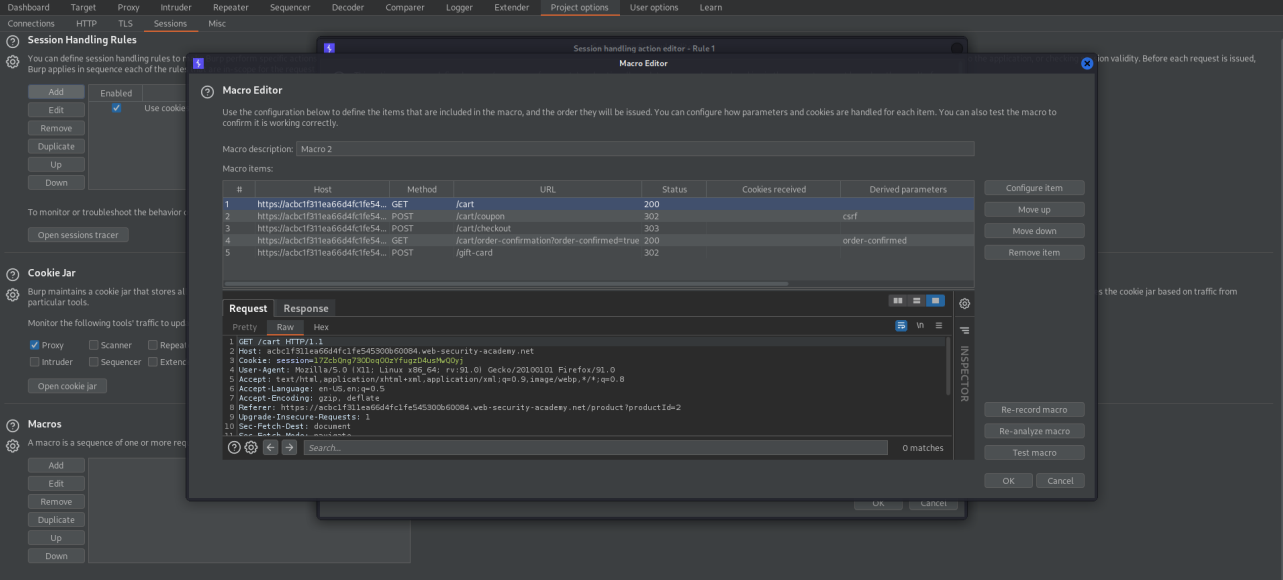 Dashboard Target Proxy Intruder Repeater Sequencer Decoder Comparer Logger Extender Project options User options Learn
Connections HTTP TLS Sessions Misc
Session Handling Rules
You can define session handling rules to
Burp applies in sequence each of the rules
Add
Edit
Remove
Duplicate
Up
Down
Enabled
Use cookie
To monitor or troubleshoot the behavior
Open sessions tracer
Cookie Jar
Burp maintains a cookie jar that stores
particular tools.
Monitor the following tools' traffic to
Proxy Scanner
Intruder Sequencer
Open cookie jar
Macros
A macro is a sequence of one or more
Add
Edit
Remove
Duplicate
Up
Down
Session handling action editor - Rule 1
validity. Before each request is issued,
the cookie jar based on traffic from
OK Cancel
Macro Editor
Macro Editor
Use the configuration below to define the items that are included in the macro, and the order they will be issued. You can configure how parameters and cookies are handled for each item. You can also test the macro to
confirm it is working correctly.
Macro description: Macro 2
Macro items:
# Host Method URL Status Cookies received Derived parameters
1 https://acbc1f311ea66d4fc1fe54... GET /cart 200
2 https://acbc1f311ea66d4fc1fe54... POST /cart/coupon 302 csrf
3 https://acbc1f311ea66d4fc1fe54... POST /cart/checkout 303
4 https://acbc1f311ea66d4fc1fe54... GET /cart/order-confirmation?order-confirmed=true 200 order-confirmed
5 https://acbc1f311ea66d4fc1fe54... POST /gift-card 302
Configure item
Move up
Move down
Remove item
Request Response
Pretty Raw Hex
\n
1 GET /cart HTTP/1.1
2 Host: acbc1f311ea66d4fc1fe545300b60084.web-security-academy.net
3 Cookie: session=
4 User-Agent: Mozilla/5.0 (X11; Linux x86_64; rv:91.0) Gecko/20100101 Firefox/91.0
5 Accept: text/html,application/xhtml+xml,application/xml;q=0.9,image/webp,*/*;q=0.8
6 Accept-Language: en-US,en;q=0.5
7 Accept-Encoding: gzip, deflate
8 Referer: https://acbc1f311ea66d4fc1fe545300b60084.web-security-academy.net/product?productId=2
9 Upgrade-Insecure-Requests: 1
10 Sec-Fetch-Dest: document
11 Sec-Fetch-Mode: navigate
Search...
0 matches
INSPECTOR
Re-record macro
Re-analyze macro
Test macro
OK Cancel